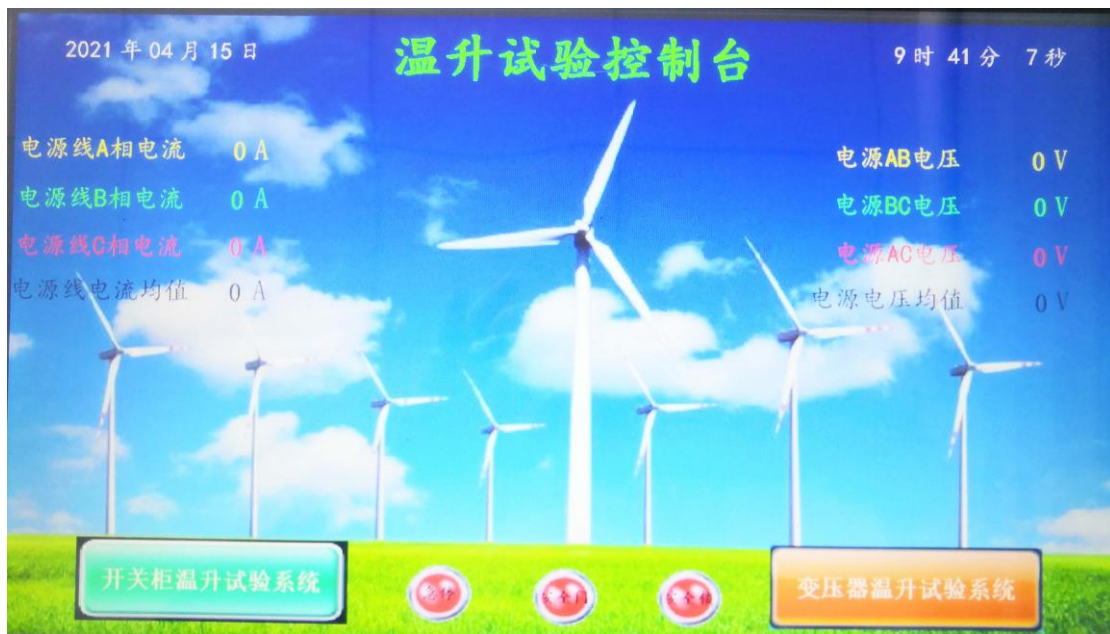 2021 年 04 月 15 日
温升试验控制台
9 时 41 分 7 秒
电源线A相电流 0 A
电源AB电压 0 V
电源线B相电流 0 A
电源BC电压 0 V
电源线C相电流 0 A
电源AC电压 0 V
电源线电流均值 0 A
电源电压均值 0 V
开关柜温升试验系统
急停
安全门
变压器温升试验系统